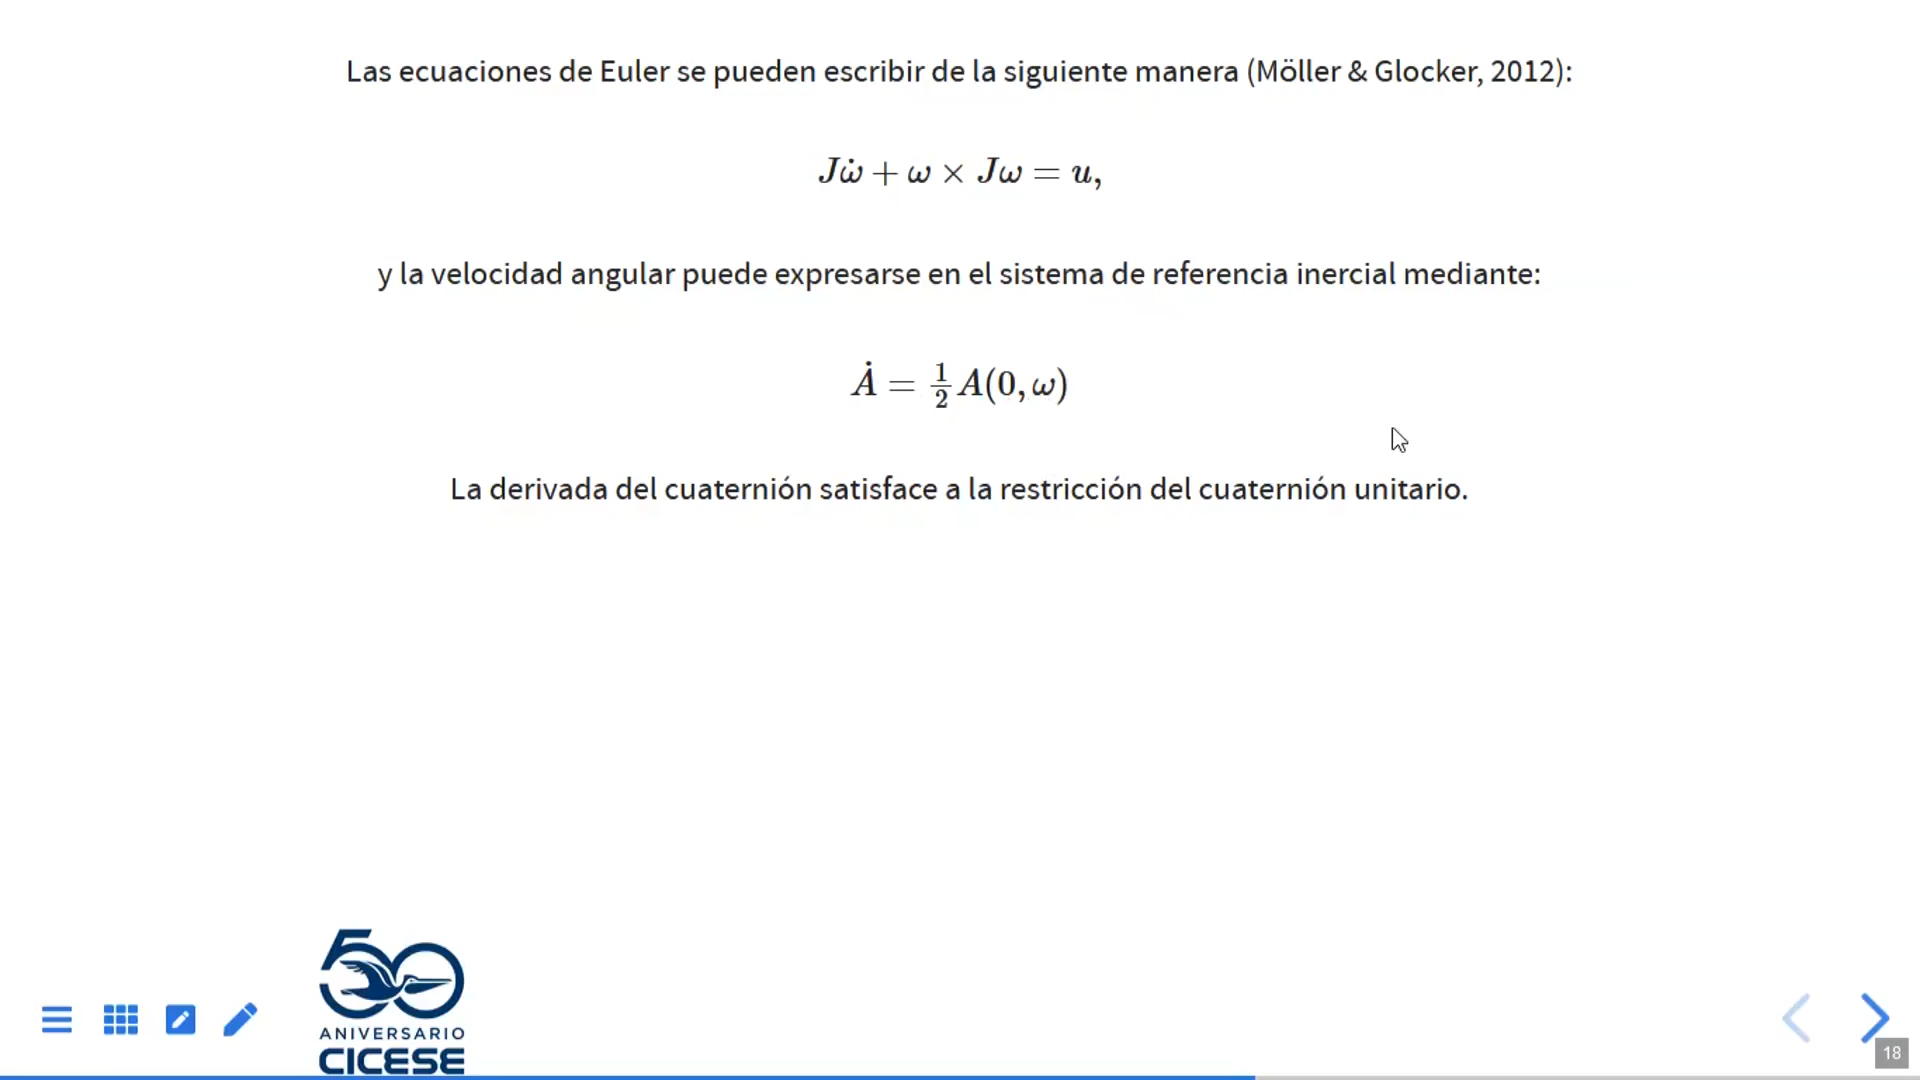 Las ecuaciones de Euler se pueden escribir de la siguiente manera (Möller & Glocker, 2012):
Jω̇ + ω × Jω = u,
y la velocidad angular puede expresarse en el sistema de referencia inercial mediante:
Ȧ = ½A(0, ω)
La derivada del cuaternión satisface a la restricción del cuaternión unitario.
50
ANIVERSARIO
CICESE
18